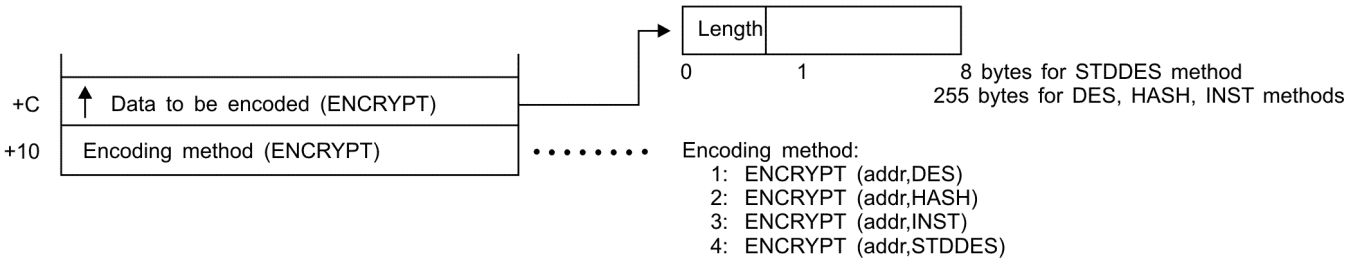 Length
0 1 8 bytes for STDDES method
255 bytes for DES, HASH, INST methods
+C Data to be encoded (ENCRYPT)
+10 Encoding method (ENCRYPT)
Encoding method:
1: ENCRYPT (addr,DES)
2: ENCRYPT (addr,HASH)
3: ENCRYPT (addr,INST)
4: ENCRYPT (addr,STDDES)